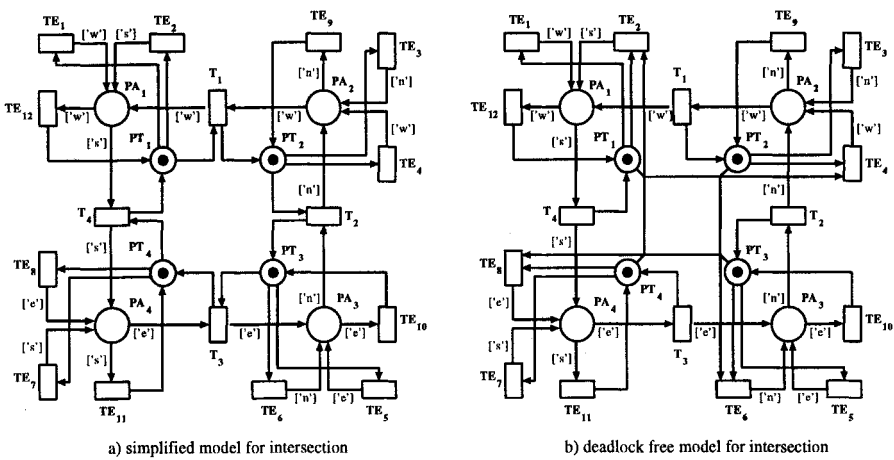 TE1 TE2 TE9
['w'] ['s'] ['n'] TE3
PA1 T1 PA2 ['n']
TE12 ['w'] ['w'] ['w'] ['w']
['s'] PT1 PT2 TE4
['n']
T4 T2
['s'] PT4 PT3
TE8
['e'] PA4 ['n'] PA3
['e'] ['e'] ['e'] TE10
['s'] ['s'] T3
TE7 ['n'] ['e']
TE11 TE6 TE5
a) simplified model for intersection
TE1 TE2 TE9
['w'] ['s'] ['n'] TE3
PA1 T1 PA2 ['n']
TE12 ['w'] ['w'] ['w'] ['w']
['s'] PT1 PT2
['n'] TE4
T4 T2
['s'] PT3
TE8
['e'] PA4 PT4 ['n'] PA3
['e'] ['e'] ['e'] TE10
['s'] ['s'] T3
TE7 ['n'] ['e']
TE11 TE6 TE5
b) deadlock free model for intersection